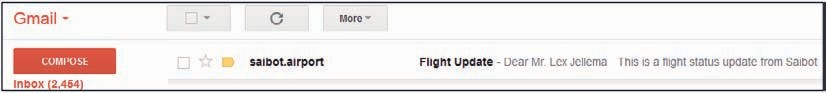 Gmail More
COMPOSE saibot.airport Flight Update - Dear Mr. Lex Jellema This is a flight status update from Saibot
Inbox (2,454)